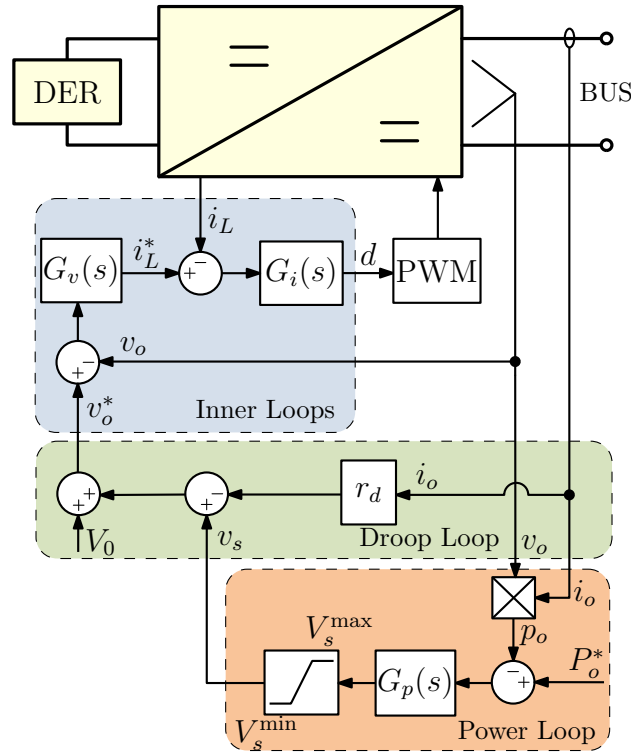 DER
BUS
i_L
G_v(s)
i_L^*
+ -
G_i(s)
d
PWM
+ -
v_o
v_o^*
Inner Loops
+ +
+ -
r_d
i_o
V_0
v_s
Droop Loop
v_o
i_o
p_o
V_s^max
G_p(s)
- +
P_o^*
V_s^min
Power Loop